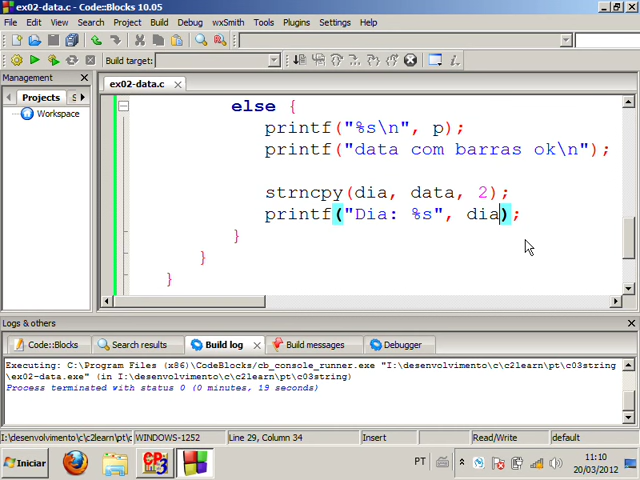 ex02-data.c - Code::Blocks 10.05
File Edit View Search Project Build Debug wxSmith Tools Plugins Settings Help
Build target:
Management
Projects S
Workspace
ex02-data.c
else {
printf("%s\n", p);
printf("data com barras ok\n");
strncpy(dia, data, 2);
printf("Dia: %s", dia);
}
}
}
Logs & others
Code::Blocks Search results Build log Build messages Debugger
Executing: C:\Program Files (x86)\CodeBlocks/cb_console_runner.exe "I:\desenvolvimento\c\c2learn\pt\c03string
\ex02-data.exe" (in I:\desenvolvimento\c\c2learn\pt\c03string)
Process terminated with status 0 (0 minutes, 19 seconds)
I:\desenvolvimento\c\c2learn\pt\c WINDOWS-1252 Line 29, Column 34 Insert Read/Write default
Iniciar PT 11:10
20/03/2012